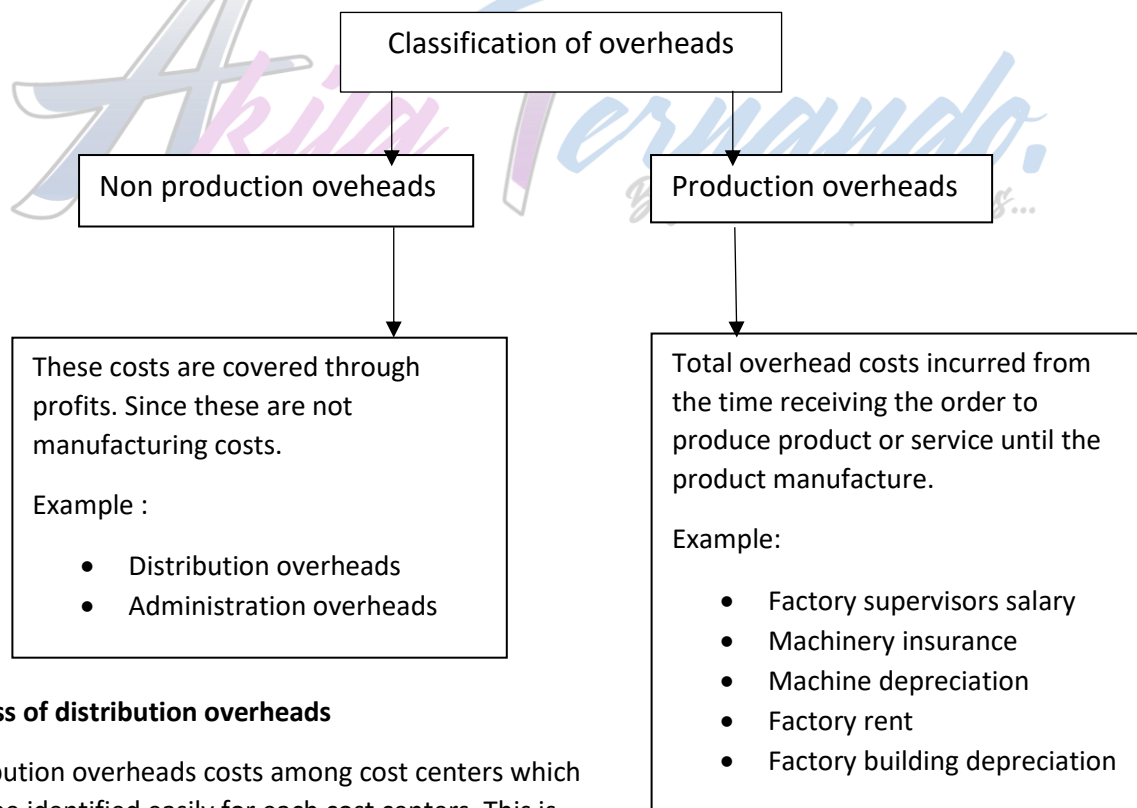 Akila Fernando.
Classification of overheads
Non production oveheads
Production overheads
These costs are covered through
profits. Since these are not
manufacturing costs.
Example :
• Distribution overheads
• Administration overheads
Total overhead costs incurred from
the time receiving the order to
produce product or service until the
product manufacture.
Example:
• Factory supervisors salary
• Machinery insurance
• Machine depreciation
• Factory rent
• Factory building depreciation
of distribution overheads
overheads costs among cost centers which
identified easily for each cost centers. This is